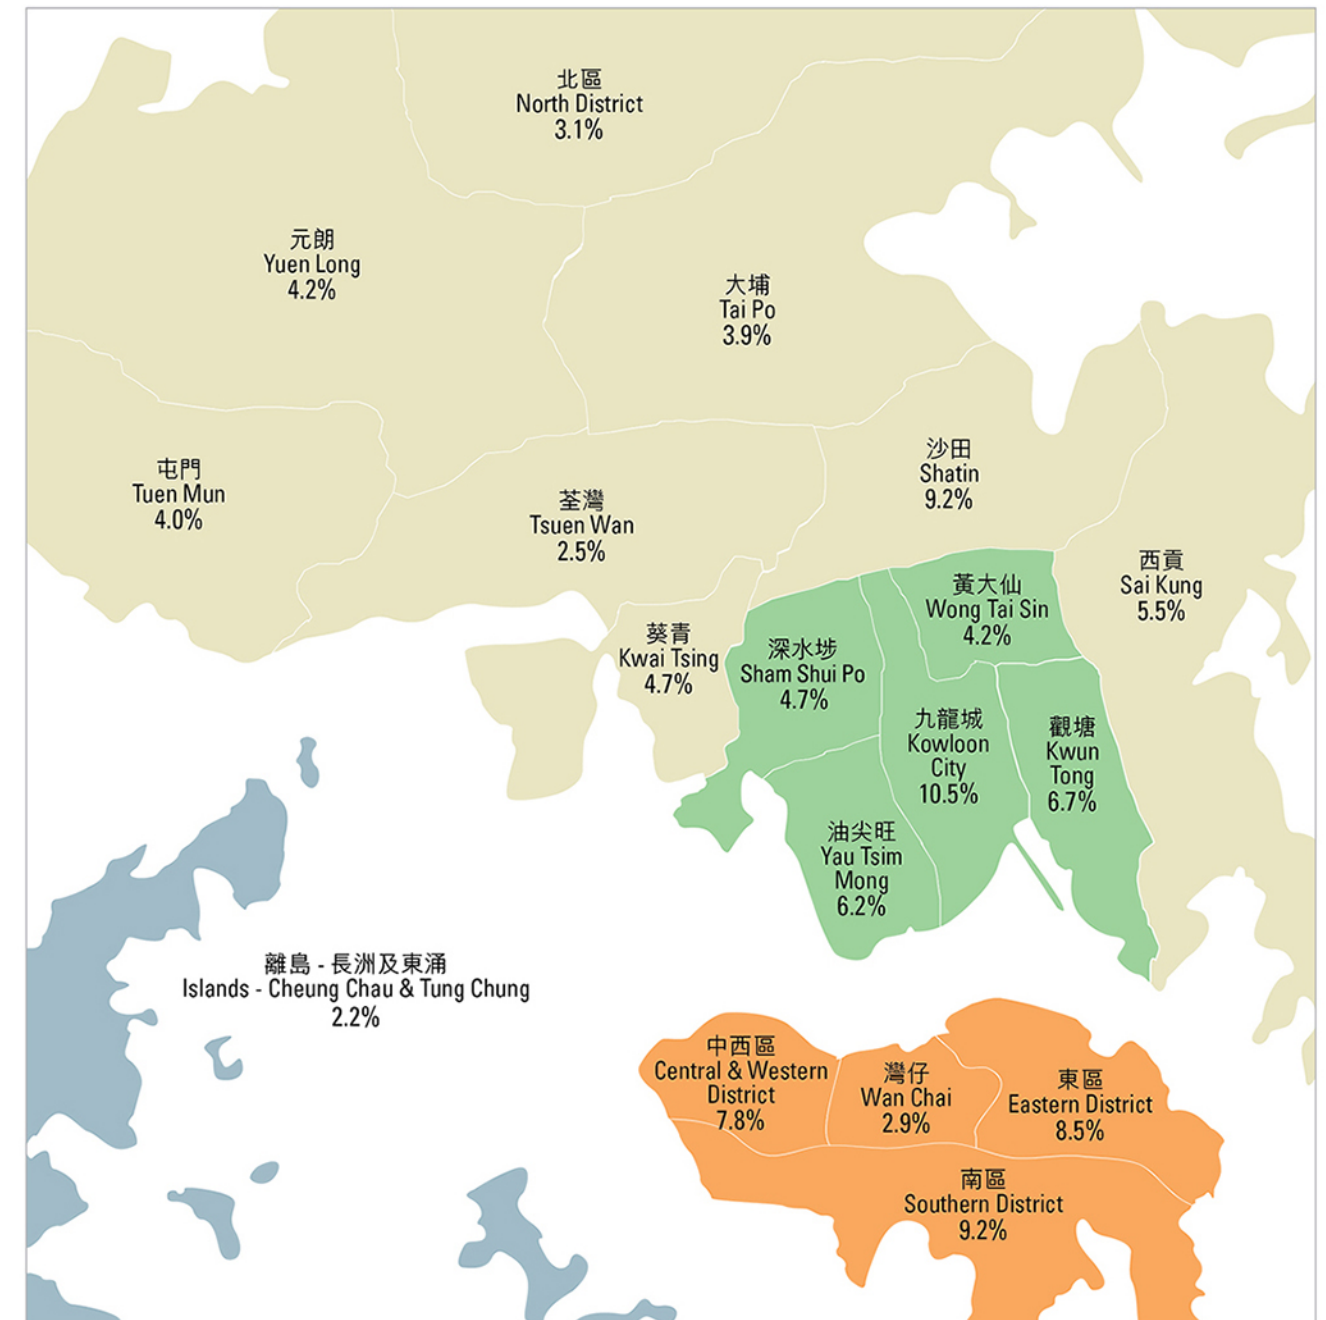 北區
North District
3.1%
元朗
Yuen Long
4.2%
大埔
Tai Po
3.9%
沙田
Shatin
9.2%
屯門
Tuen Mun
4.0%
荃灣
Tsuen Wan
2.5%
西貢
Sai Kung
5.5%
黃大仙
Wong Tai Sin
4.2%
葵青
Kwai Tsing
4.7%
深水埗
Sham Shui Po
4.7%
九龍城
Kowloon
City
10.5%
觀塘
Kwun
Tong
6.7%
油尖旺
Yau Tsim
Mong
6.2%
離島 - 長洲及東涌
Islands - Cheung Chau & Tung Chung
2.2%
中西區
Central & Western
District
7.8%
灣仔
Wan Chai
2.9%
東區
Eastern District
8.5%
南區
Southern District
9.2%